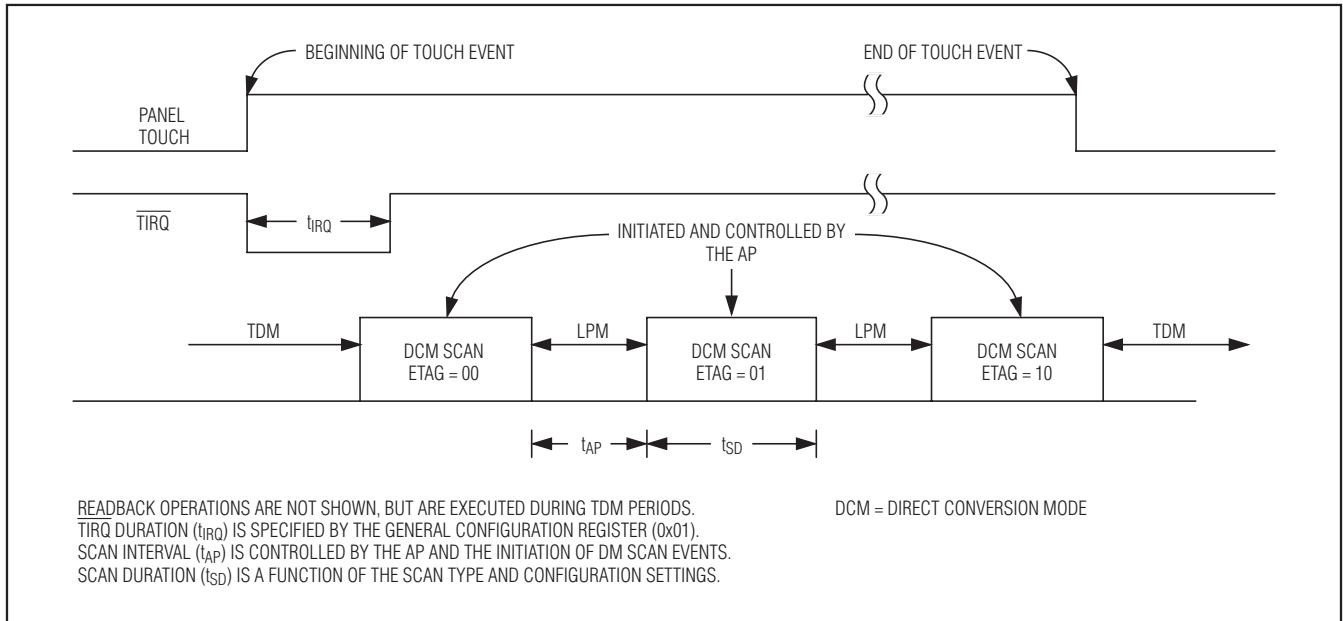 BEGINNING OF TOUCH EVENT
END OF TOUCH EVENT
PANEL
TOUCH
TIRQ
tIRQ
INITIATED AND CONTROLLED BY
THE AP
TDM
DCM SCAN
ETAG = 00
LPM
DCM SCAN
ETAG = 01
LPM
DCM SCAN
ETAG = 10
TDM
tAP
tSD
READBACK OPERATIONS ARE NOT SHOWN, BUT ARE EXECUTED DURING TDM PERIODS.
TIRQ DURATION (tIRQ) IS SPECIFIED BY THE GENERAL CONFIGURATION REGISTER (0x01).
SCAN INTERVAL (tAP) IS CONTROLLED BY THE AP AND THE INITIATION OF DM SCAN EVENTS.
SCAN DURATION (tSD) IS A FUNCTION OF THE SCAN TYPE AND CONFIGURATION SETTINGS.
DCM = DIRECT CONVERSION MODE